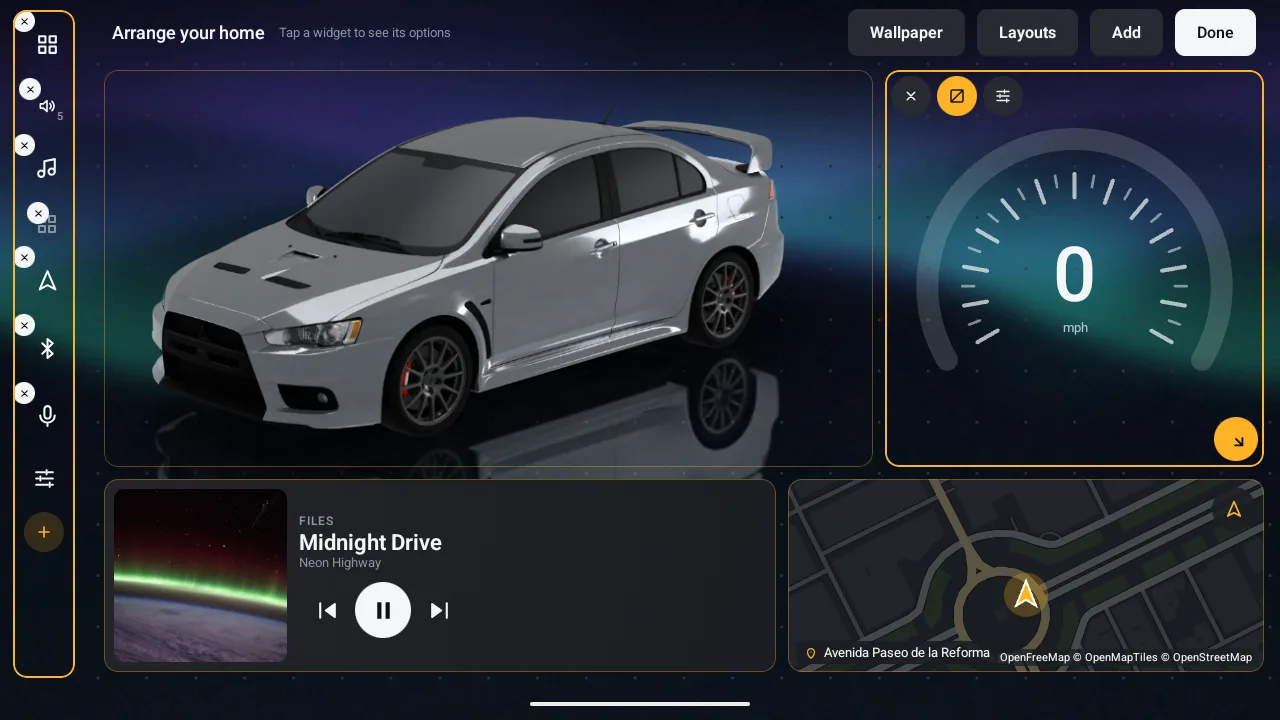 Arrange your home
Tap a widget to see its options
Wallpaper
Layouts
Add
Done
5
0
mph
FILES
Midnight Drive
Neon Highway
Avenida Paseo de la Reforma
OpenFreeMap © OpenMapTiles © OpenStreetMap